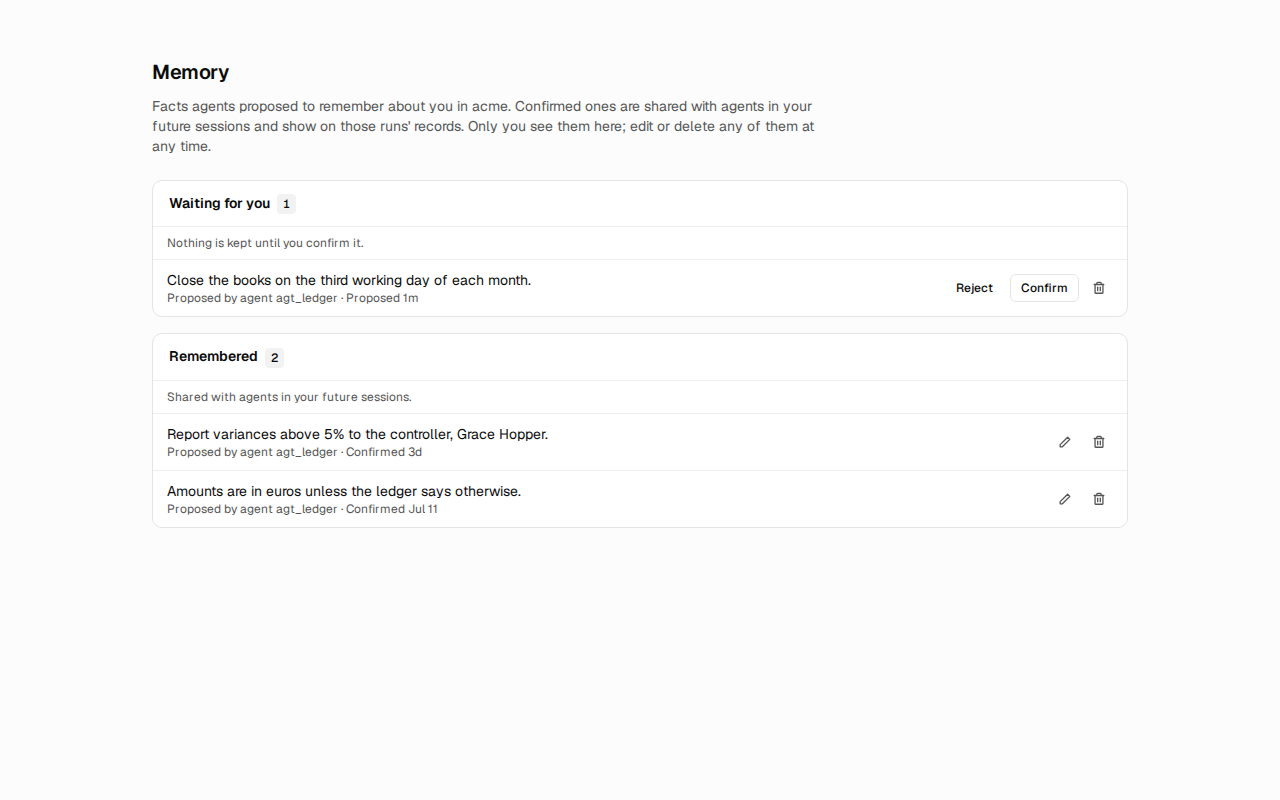 Memory
Facts agents proposed to remember about you in acme. Confirmed ones are shared with agents in your
future sessions and show on those runs' records. Only you see them here; edit or delete any of them at
any time.
Waiting for you 1
Nothing is kept until you confirm it.
Close the books on the third working day of each month.
Proposed by agent agt_ledger · Proposed 1m
Reject Confirm
Remembered 2
Shared with agents in your future sessions.
Report variances above 5% to the controller, Grace Hopper.
Proposed by agent agt_ledger · Confirmed 3d
Amounts are in euros unless the ledger says otherwise.
Proposed by agent agt_ledger · Confirmed Jul 11